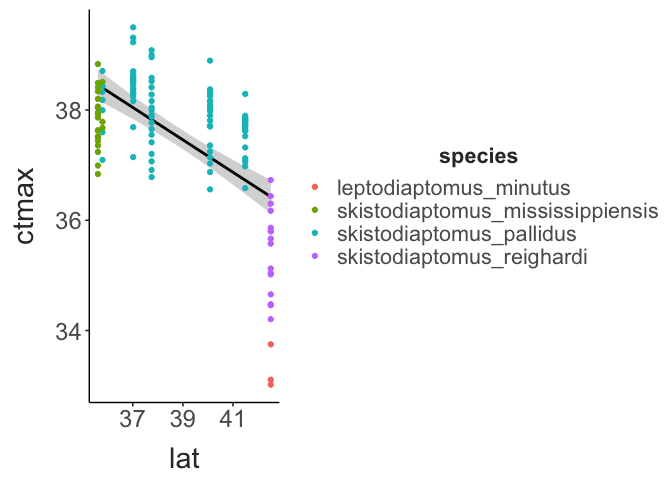 ctmax
38
36
34
37 39 41
lat
species
leptodiaptomus_minutus
skistodiaptomus_mississippiensis
skistodiaptomus_pallidus
skistodiaptomus_reighardi